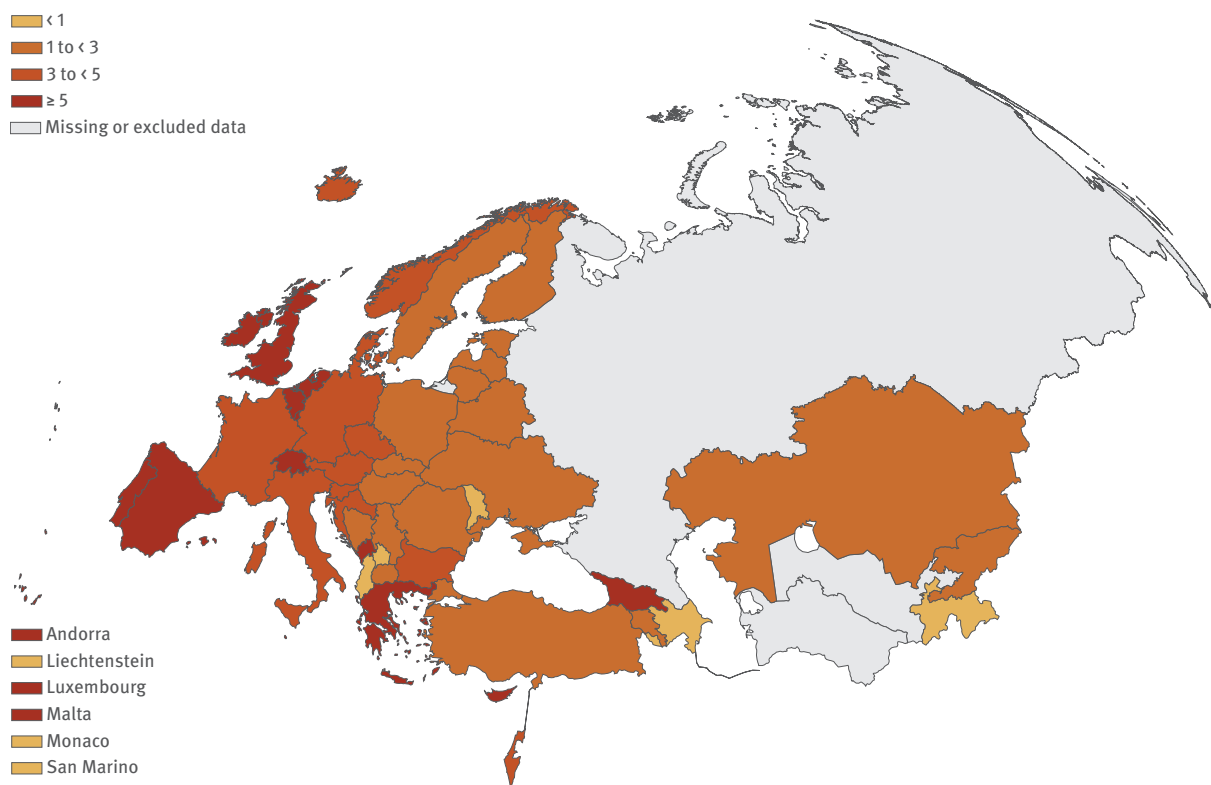 < 1
1 to < 3
3 to < 5
≥ 5
Missing or excluded data
Andorra
Liechtenstein
Luxembourg
Malta
Monaco
San Marino